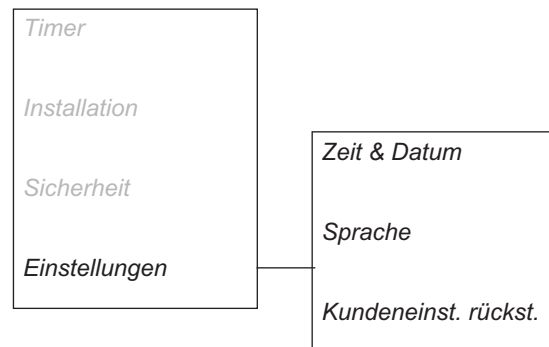 Timer
Installation
Sicherheit
Einstellungen
Zeit & Datum
Sprache
Kundeneinst. rückst.